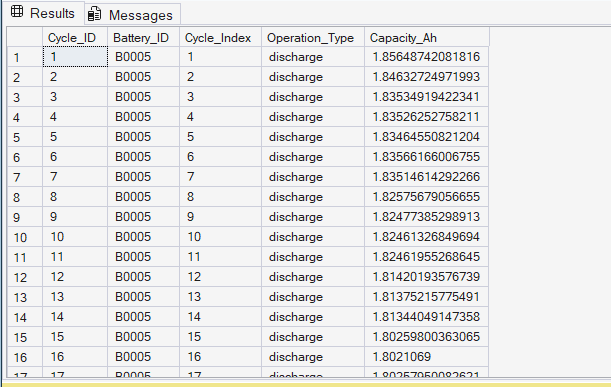 Results Messages
Cycle_ID Battery_ID Cycle_Index Operation_Type Capacity_Ah
1 1 B0005 1 discharge 1.85648742081816
2 2 B0005 2 discharge 1.84632724971993
3 3 B0005 3 discharge 1.83534919422341
4 4 B0005 4 discharge 1.83526252758211
5 5 B0005 5 discharge 1.83464550821204
6 6 B0005 6 discharge 1.83566166006755
7 7 B0005 7 discharge 1.83514614292266
8 8 B0005 8 discharge 1.82575679056655
9 9 B0005 9 discharge 1.82477385298913
10 10 B0005 10 discharge 1.82461326849694
11 11 B0005 11 discharge 1.82461955268645
12 12 B0005 12 discharge 1.81420193576739
13 13 B0005 13 discharge 1.81375215775491
14 14 B0005 14 discharge 1.81344049147358
15 15 B0005 15 discharge 1.80259800363065
16 16 B0005 16 discharge 1.8021069
17 17 B0005 17 discharge 1.80257950082621